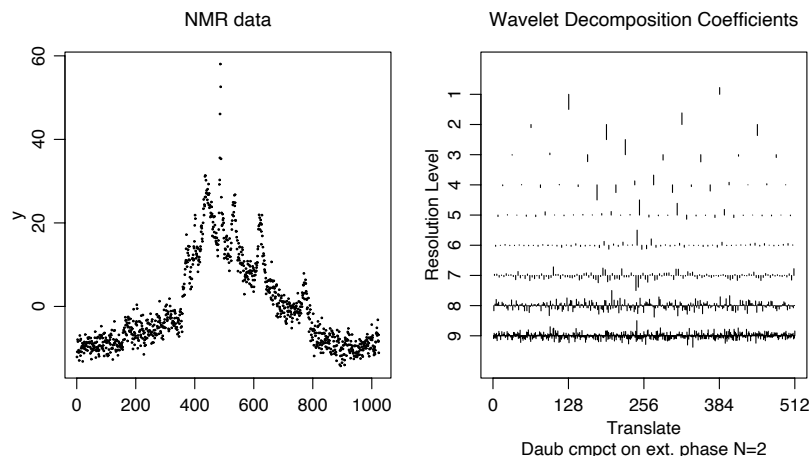 NMR data
60
40
20
0
y
0 200 400 600 800 1000
Wavelet Decomposition Coefficients
1
2
3
4
5
6
7
8
9
Resolution Level
0 128 256 384 512
Translate
Daub cmpct on ext. phase N=2